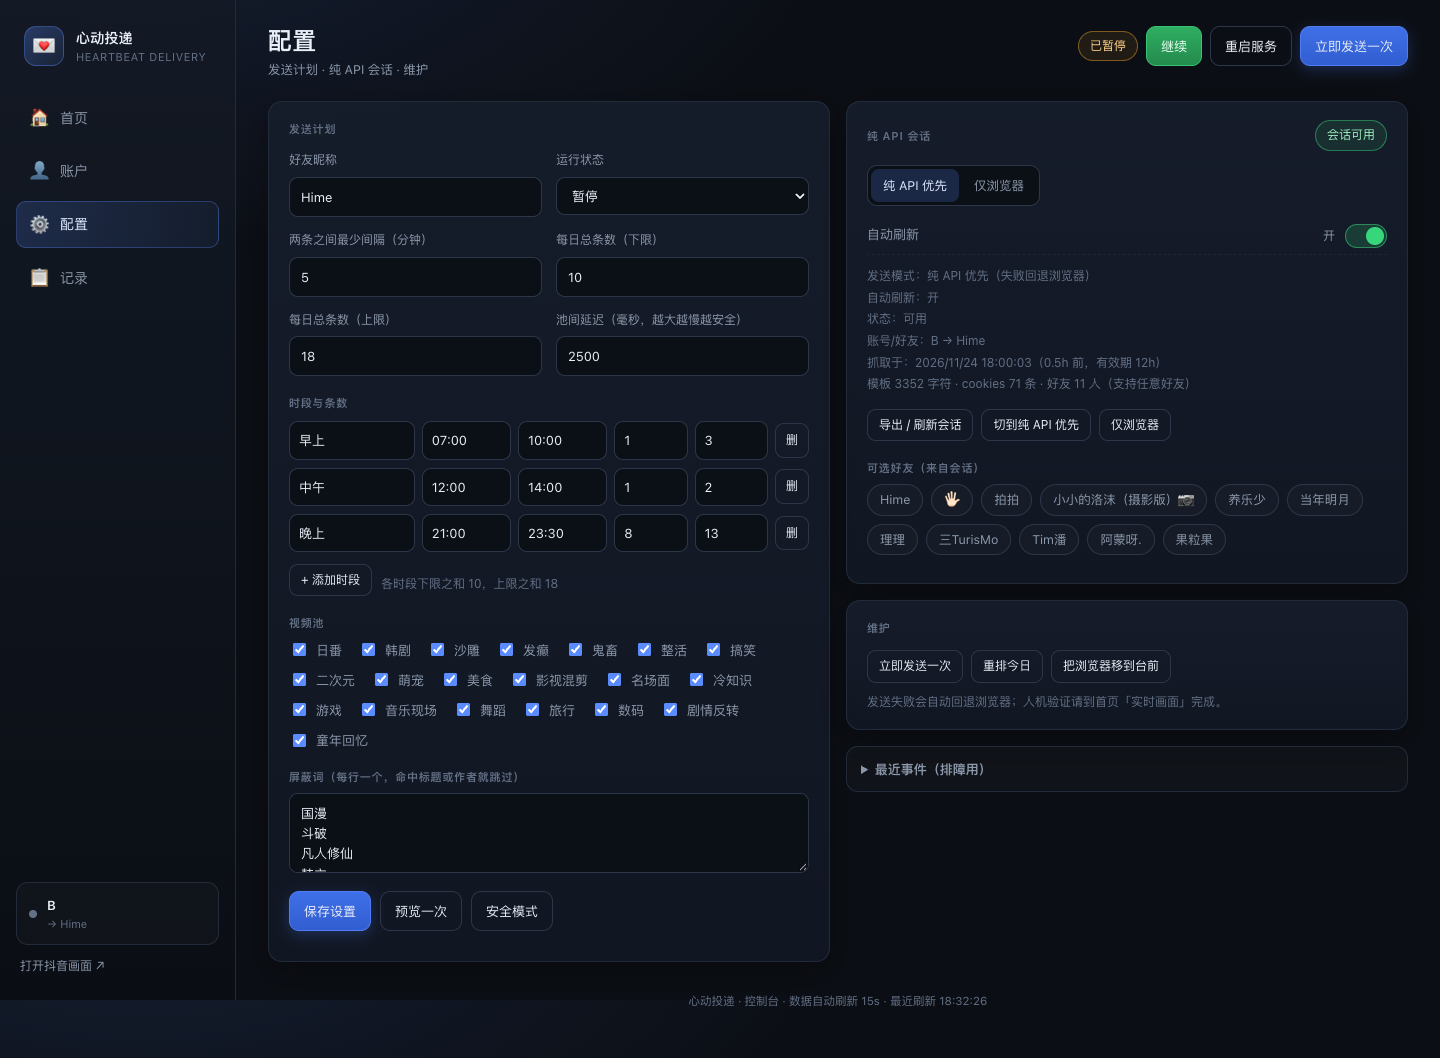 心动投递
HEARTBEAT DELIVERY
首页
账户
配置
记录
B
→ Hime
打开抖音画面 ↗
配置
发送计划 · 纯 API 会话 · 维护
已暂停
继续
重启服务
立即发送一次
发送计划
好友昵称
运行状态
Hime
暂停
两条之间最少间隔（分钟）
每日总条数（下限）
5
10
每日总条数（上限）
池间延迟（毫秒，越大越慢越安全）
18
2500
时段与条数
早上 07:00 10:00 1 3 删
中午 12:00 14:00 1 2 删
晚上 21:00 23:30 8 13 删
+ 添加时段 各时段下限之和 10，上限之和 18
视频池
日番 韩剧 沙雕 发癫 鬼畜 整活 搞笑
二次元 萌宠 美食 影视混剪 名场面 冷知识
游戏 音乐现场 舞蹈 旅行 数码 剧情反转
童年回忆
屏蔽词（每行一个，命中标题或作者就跳过）
国漫
斗破
凡人修仙
保存设置 预览一次 安全模式
纯 API 会话
会话可用
纯 API 优先 仅浏览器
自动刷新 开
发送模式：纯 API 优先（失败回退浏览器）
自动刷新：开
状态：可用
账号/好友：B → Hime
抓取于：2026/11/24 18:00:03（0.5h 前，有效期 12h）
模板 3352 字符 · cookies 71 条 · 好友 11 人（支持任意好友）
导出 / 刷新会话 切到纯 API 优先 仅浏览器
可选好友（来自会话）
Hime 🖐🏻 拍拍 小小的洛沫（摄影版）📷 养乐少 当年明月
理理 三TurisMo Tim潘 阿蒙呀. 果粒果
维护
立即发送一次 重排今日 把浏览器移到台前
发送失败会自动回退浏览器；人机验证请到首页「实时画面」完成。
▶ 最近事件（排障用）
心动投递 · 控制台 · 数据自动刷新 15s · 最近刷新 18:32:26